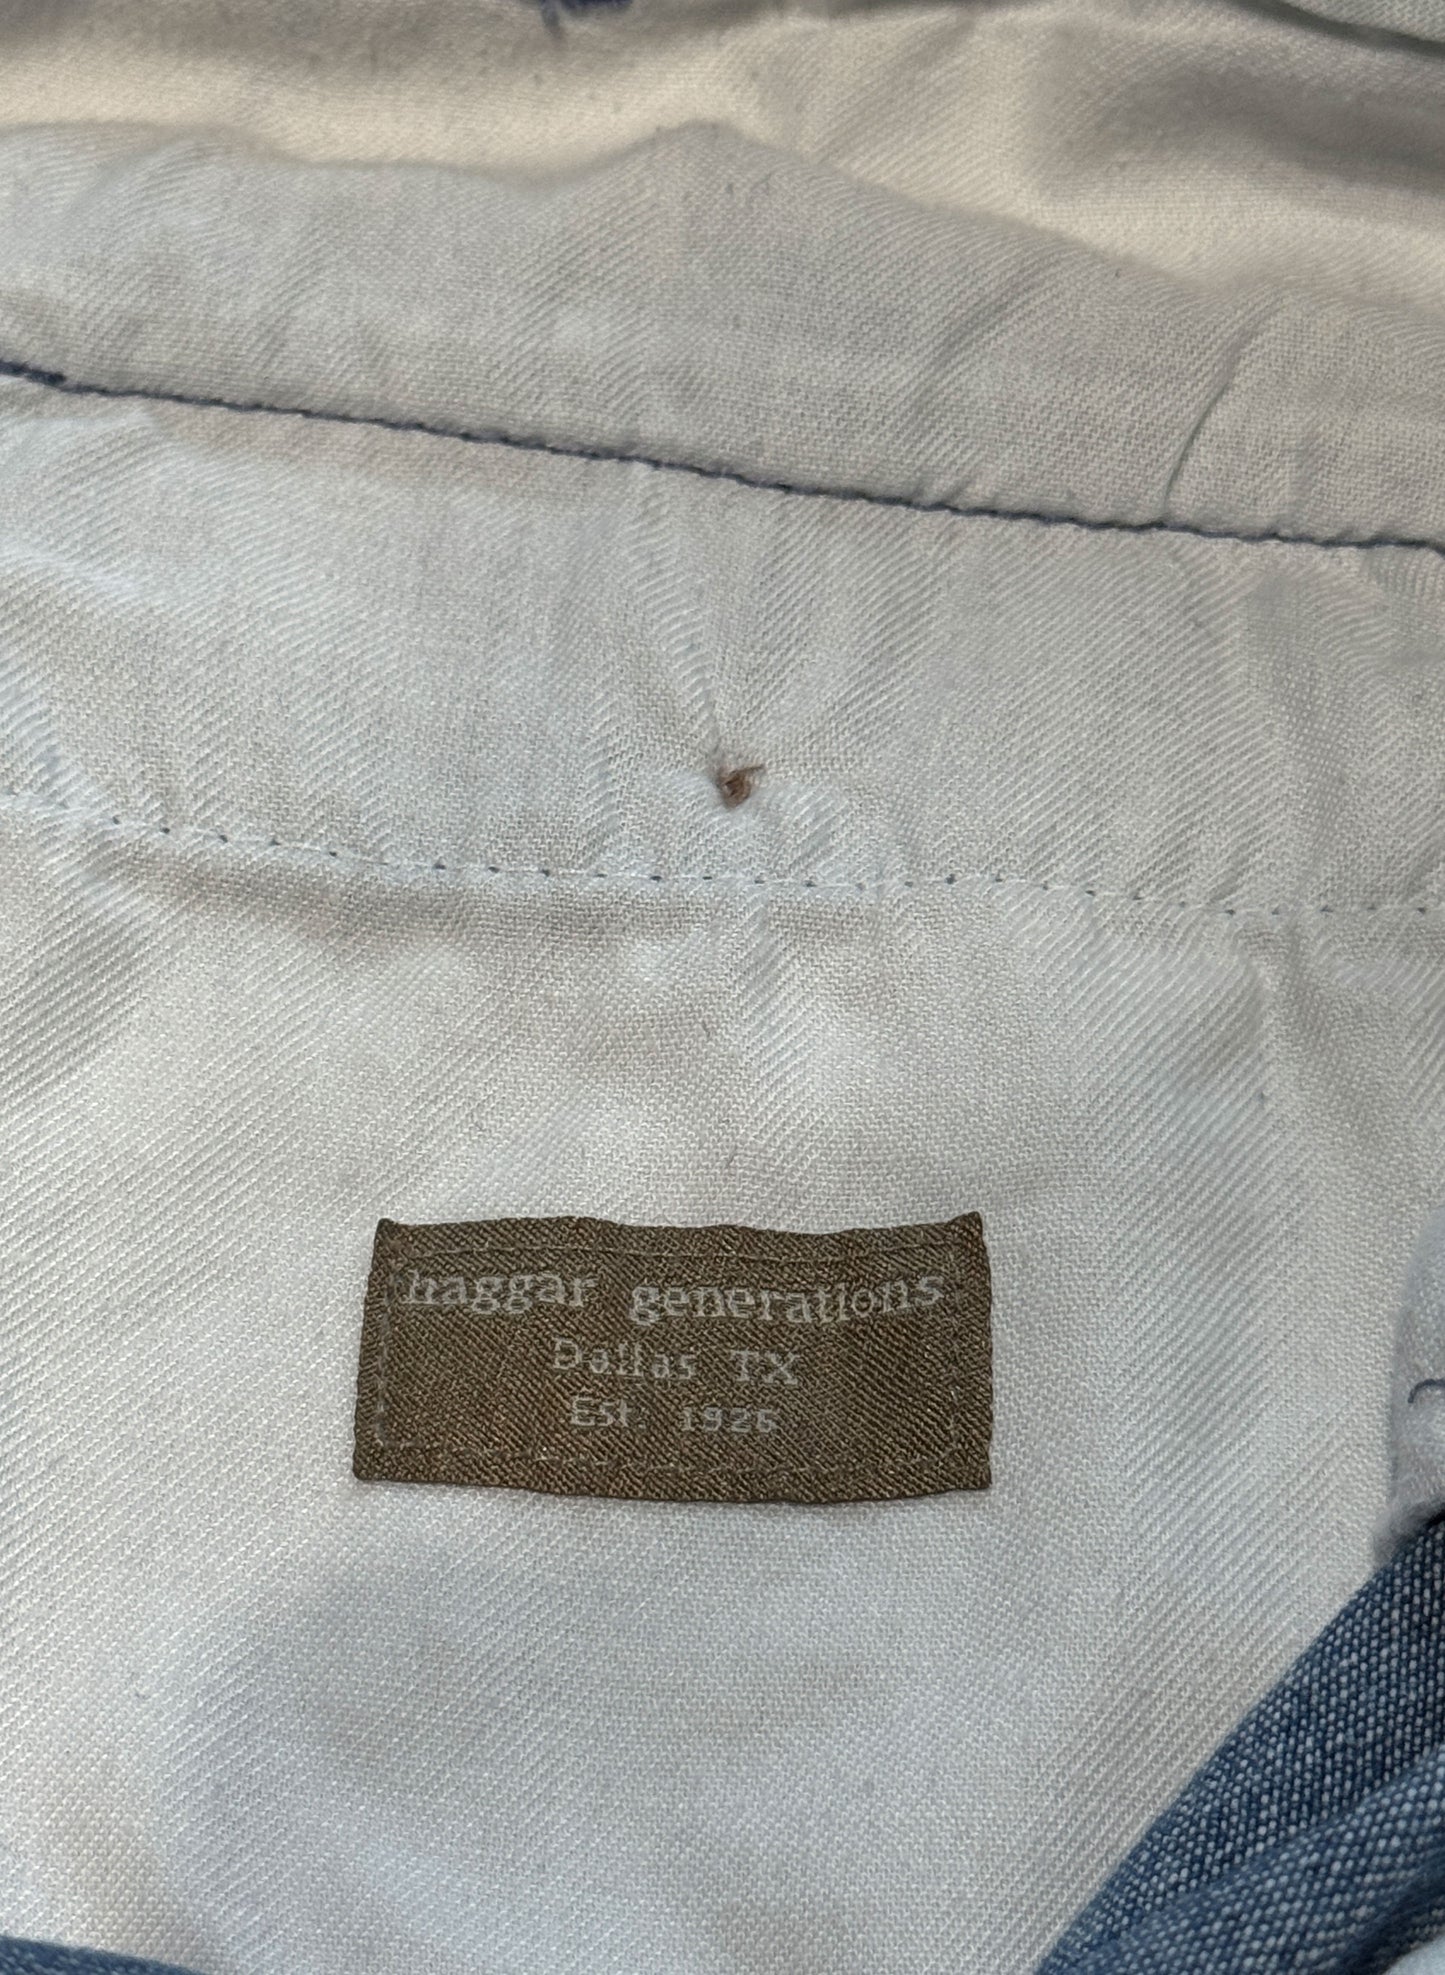 haggar generations
Dallas TX
Est. 1926